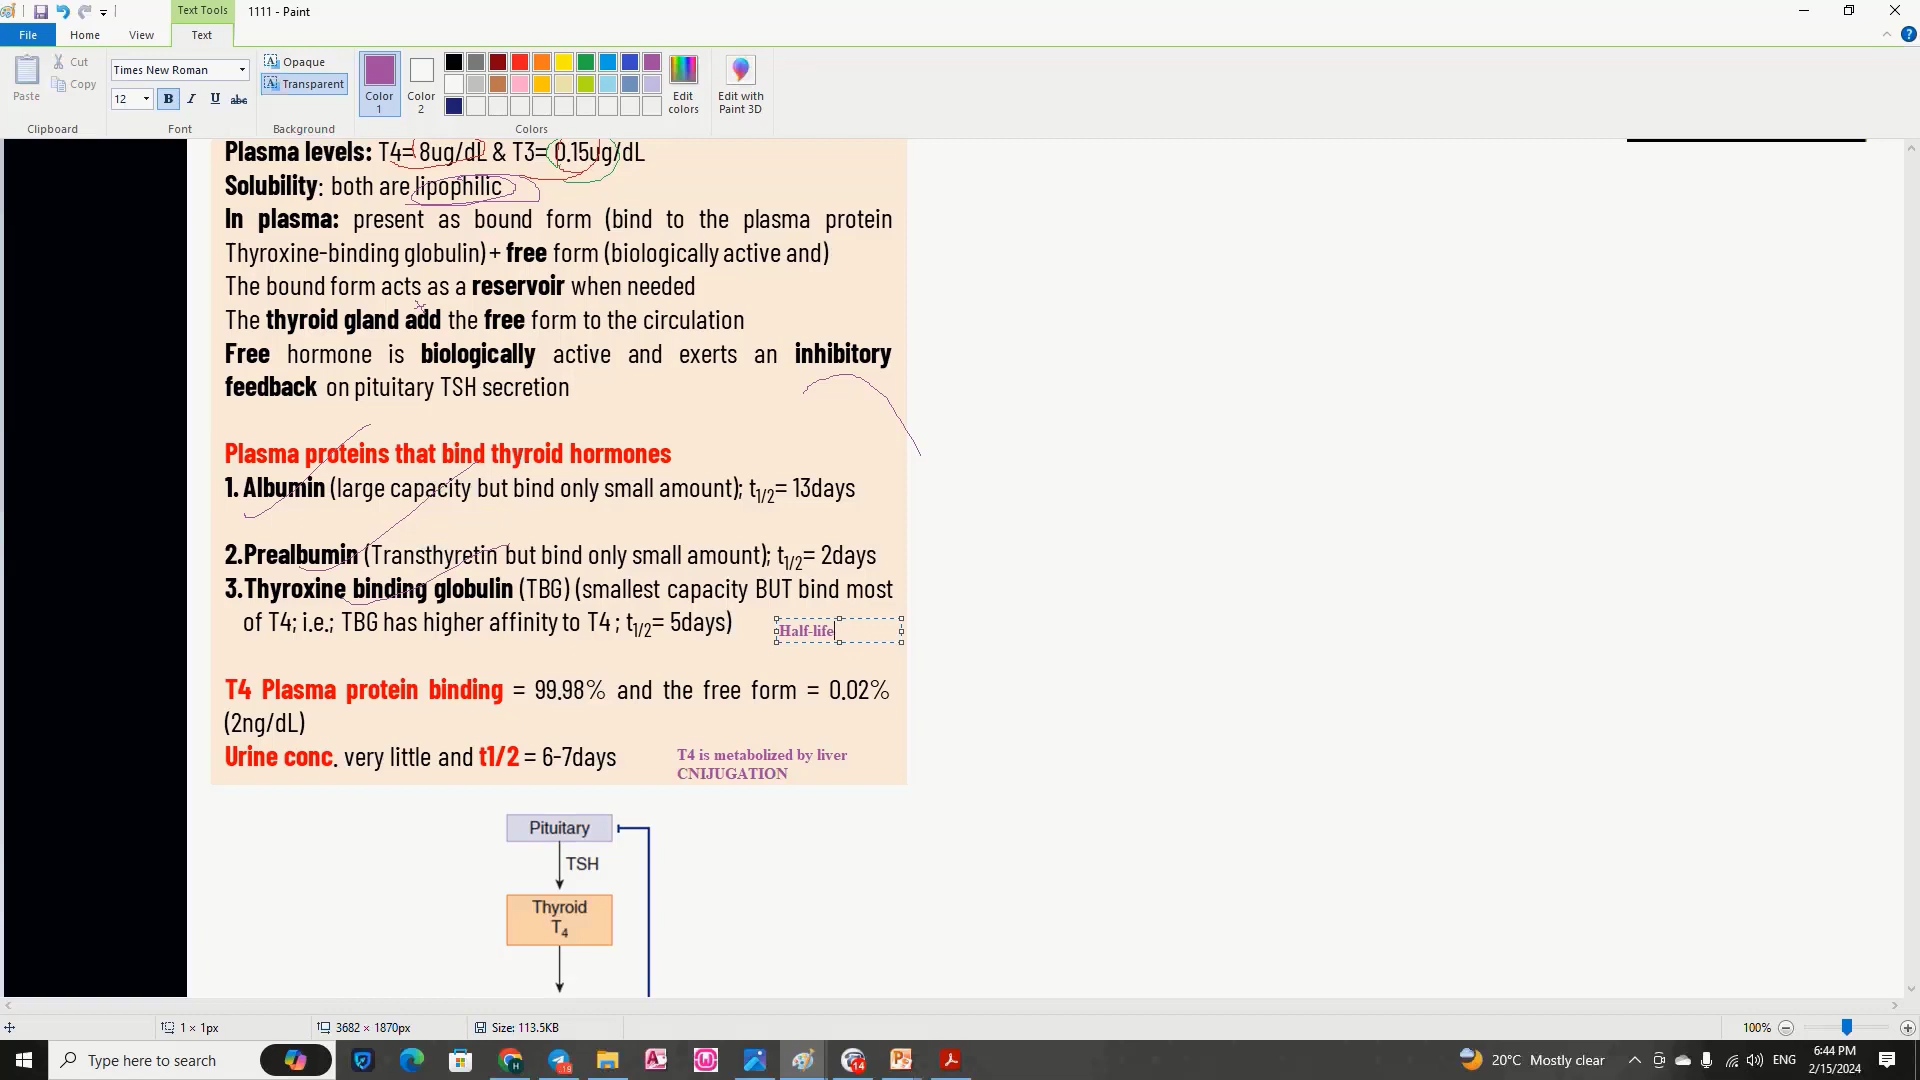 Text Tools
1111 - Paint
File
Home
View
Text
Cut
Copy
Paste
Clipboard
Times New Roman
12
B
I
U
abc
Font
Opaque
Transparent
Background
Color
1
Color
2
Colors
Edit
colors
Edit with
Paint 3D
Plasma levels: T4= 8ug/dL & T3= 0.15ug/dL
Solubility: both are lipophilic
In plasma: present as bound form (bind to the plasma protein
Thyroxine-binding globulin) + free form (biologically active and)
The bound form acts as a reservoir when needed
The thyroid gland add the free form to the circulation
Free hormone is biologically active and exerts an inhibitory
feedback on pituitary TSH secretion
Plasma proteins that bind thyroid hormones
1. Albumin (large capacity but bind only small amount); t1/2= 13days
2.Prealbumin (Transthyretin but bind only small amount); t1/2= 2days
3.Thyroxine binding globulin (TBG) (smallest capacity BUT bind most
of T4; i.e.; TBG has higher affinity to T4 ; t1/2= 5days)
Half-life
T4 Plasma protein binding = 99.98% and the free form = 0.02%
(2ng/dL)
Urine conc. very little and t1/2 = 6-7days
T4 is metabolized by liver
CNIJUGATION
Pituitary
TSH
Thyroid
T4
1 × 1px
3682 × 1870px
Size: 113.5KB
100%
Type here to search
20°C Mostly clear
ENG
6:44 PM
2/15/2024